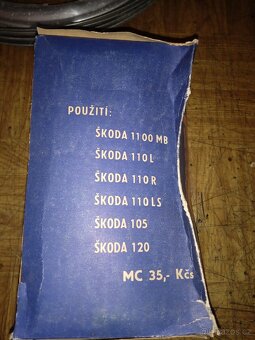 POUŽITÍ:
ŠKODA 1100 MB
ŠKODA 110 L
ŠKODA 110 R
ŠKODA 110 LS
ŠKODA 105
ŠKODA 120
MC 35,- Kčs